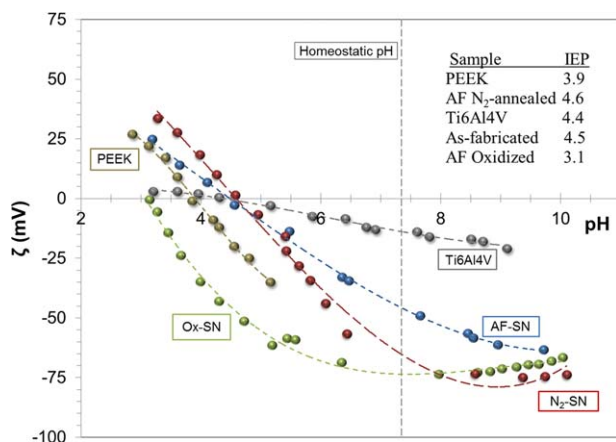 75
50
25
0
-25
-50
-75
-100
ζ (mV)
2
4
6
8
10
pH
Homeostatic pH
Sample IEP
PEEK 3.9
AF N₂-annealed 4.6
Ti6Al4V 4.4
As-fabricated 4.5
AF Oxidized 3.1
PEEK
Ti6Al4V
Ox-SN
AF-SN
N₂-SN